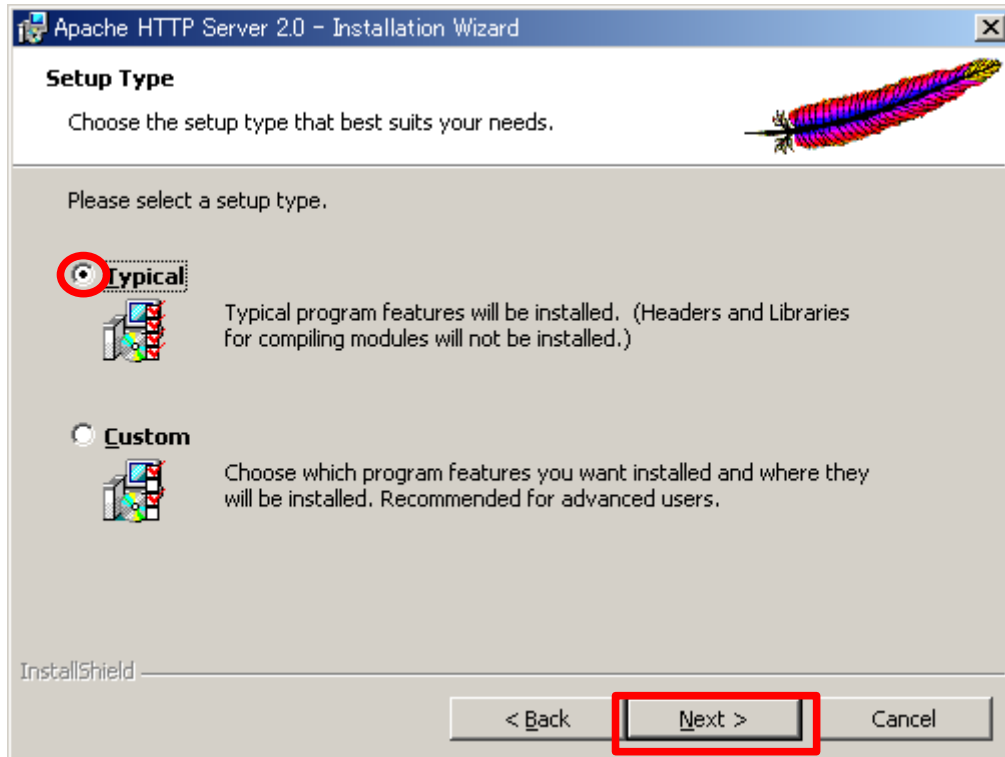 Apache HTTP Server 2.0 - Installation Wizard
Setup Type
Choose the setup type that best suits your needs.
Please select a setup type.
Typical
Typical program features will be installed. (Headers and Libraries
for compiling modules will not be installed.)
Custom
Choose which program features you want installed and where they
will be installed. Recommended for advanced users.
InstallShield
< Back
Next >
Cancel